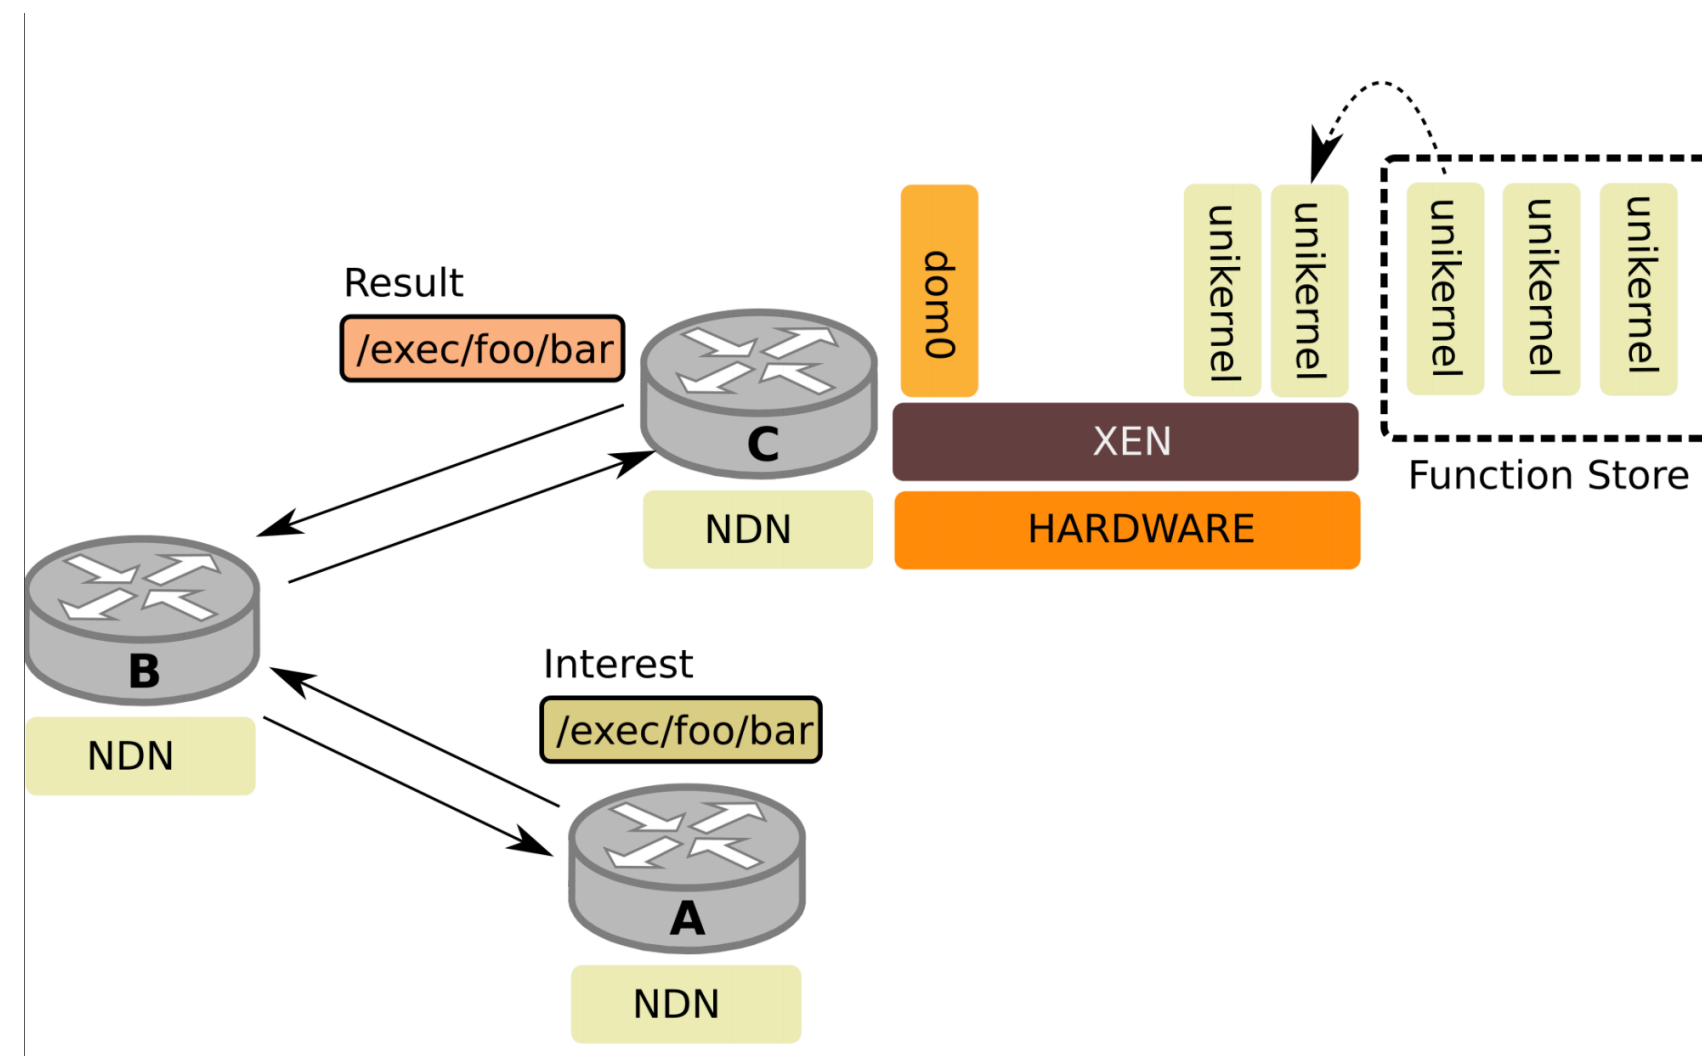 Result
/exec/foo/bar
C
NDN
dom0
unikernel
unikernel
unikernel
unikernel
unikernel
XEN
HARDWARE
Function Store
B
NDN
Interest
/exec/foo/bar
A
NDN